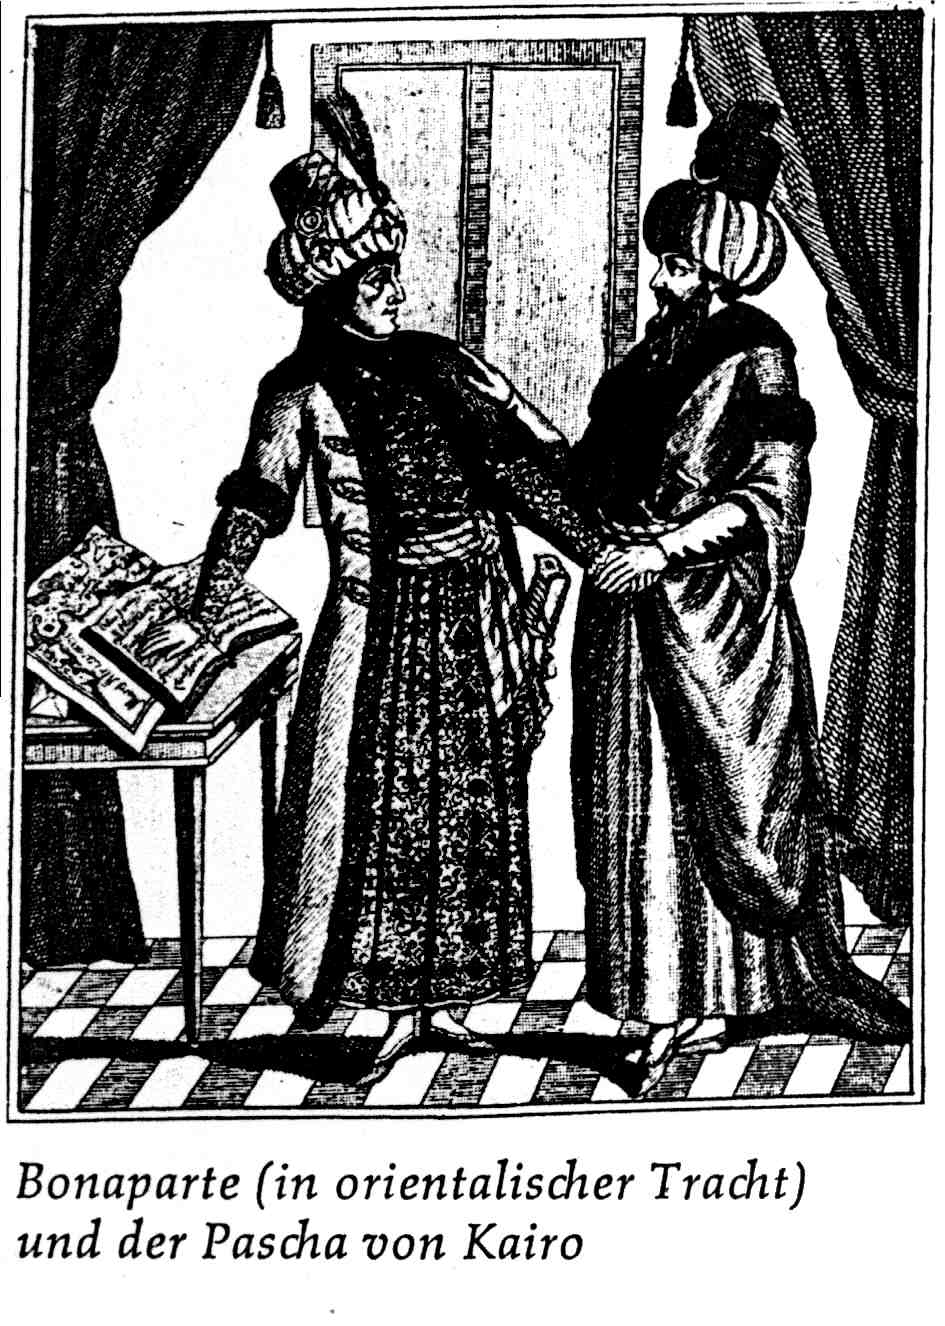 Bonaparte (in orientalischer Tracht)
und der Pascha von Kairo